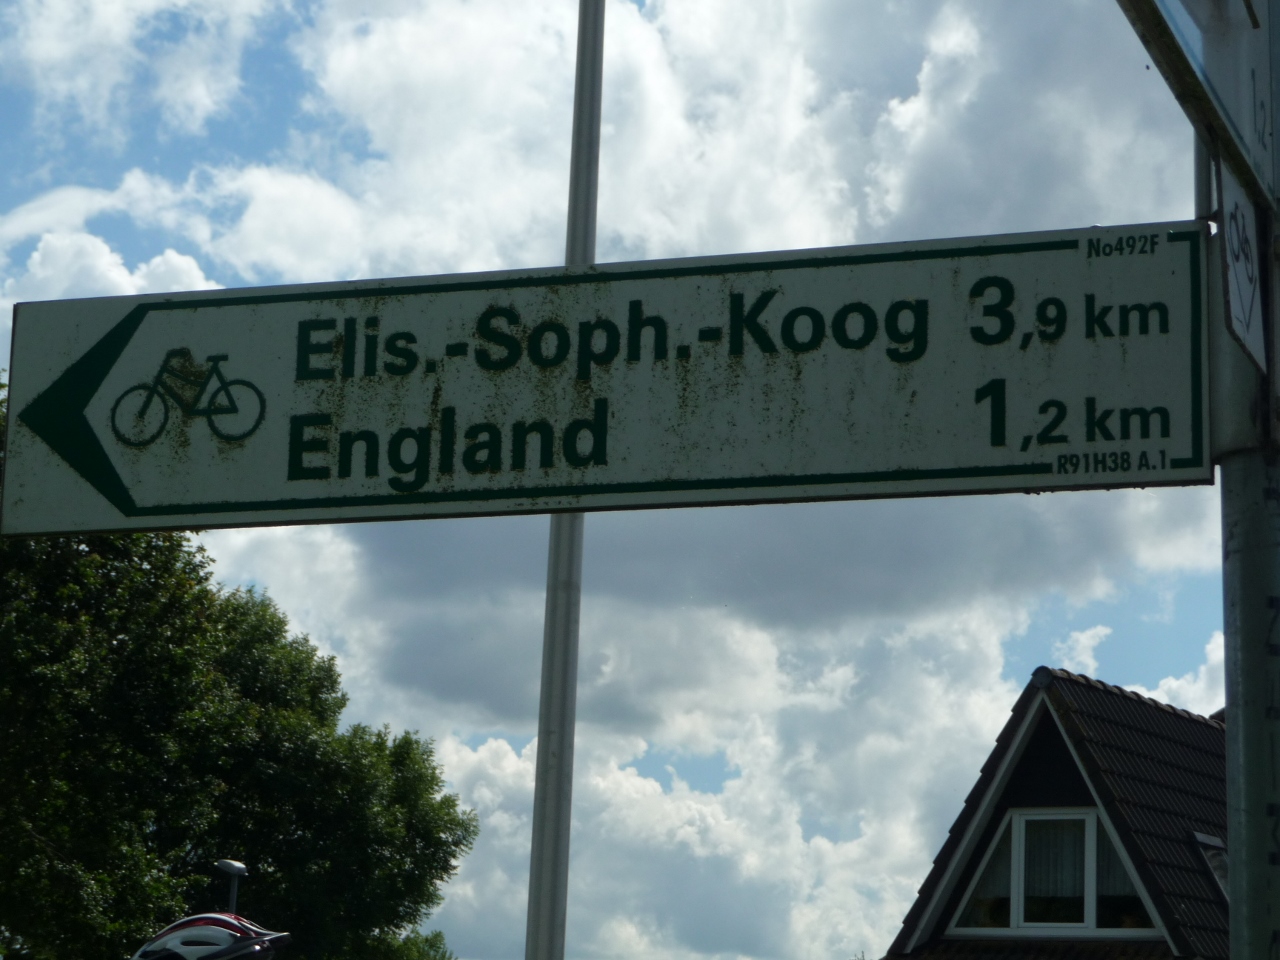 No492F
Elis.-Soph.-Koog 3,9 km
England 1,2 km
R91H38 A.1